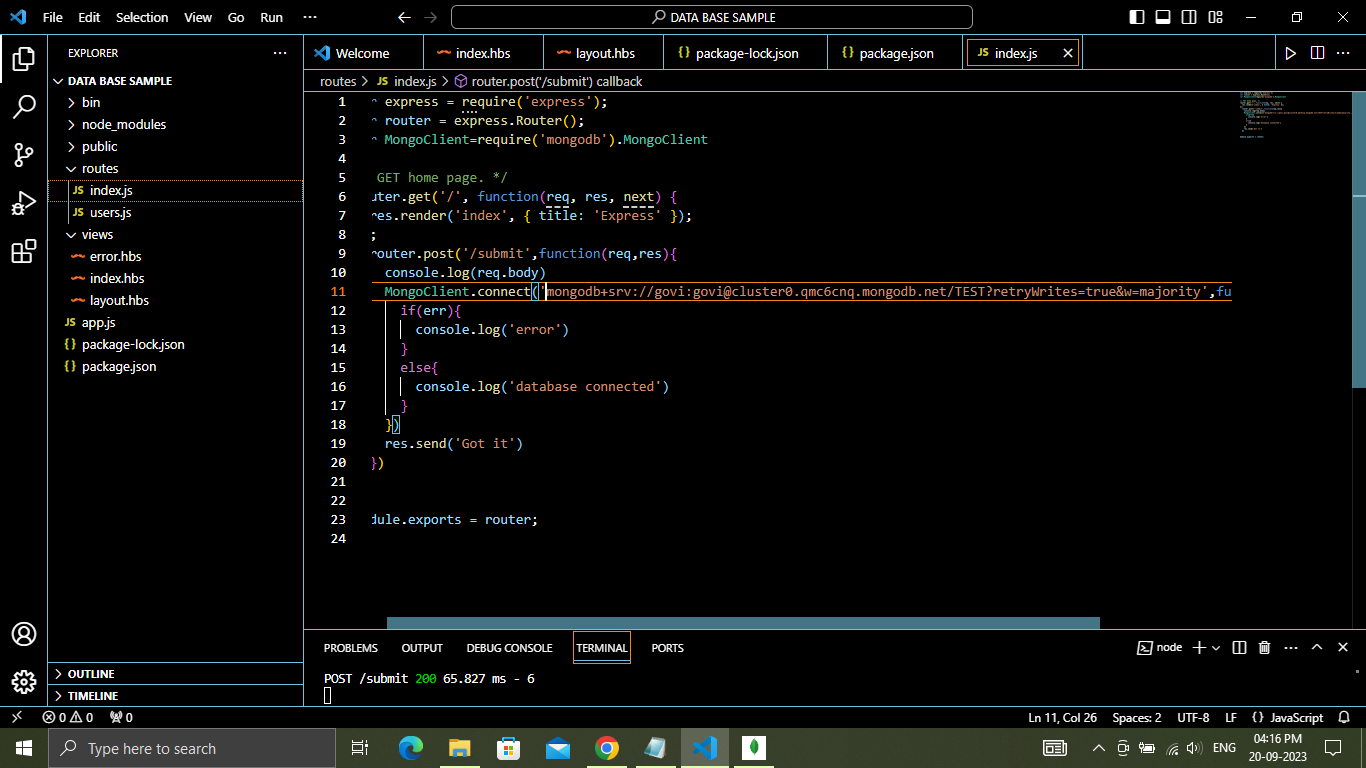 File Edit Selection View Go Run ··· DATA BASE SAMPLE
EXPLORER ···
Welcome index.hbs layout.hbs package-lock.json package.json JS index.js
routes > JS index.js > router.post('/submit') callback
DATA BASE SAMPLE
bin
node_modules
public
routes
JS index.js
JS users.js
views
error.hbs
index.hbs
layout.hbs
JS app.js
{} package-lock.json
{} package.json
OUTLINE
TIMELINE
1 express = require('express');
2 router = express.Router();
3 MongoClient=require('mongodb').MongoClient
4
5 GET home page. */
6 uter.get('/', function(req, res, next) {
7 res.render('index', { title: 'Express' });
8 ;
9 router.post('/submit',function(req,res){
10 console.log(req.body)
11 MongoClient.connect('mongodb+srv://govi:govi@cluster0.qmc6cnq.mongodb.net/TEST?retryWrites=true&w=majority',fu
12 if(err){
13 console.log('error')
14 }
15 else{
16 console.log('database connected')
17 }
18 })
19 res.send('Got it')
20 })
21
22
23 dule.exports = router;
24
PROBLEMS OUTPUT DEBUG CONSOLE TERMINAL PORTS node
POST /submit 200 65.827 ms - 6
0 0 0 Ln 11, Col 26 Spaces: 2 UTF-8 LF {} JavaScript
Type here to search ENG 04:16 PM
20-09-2023